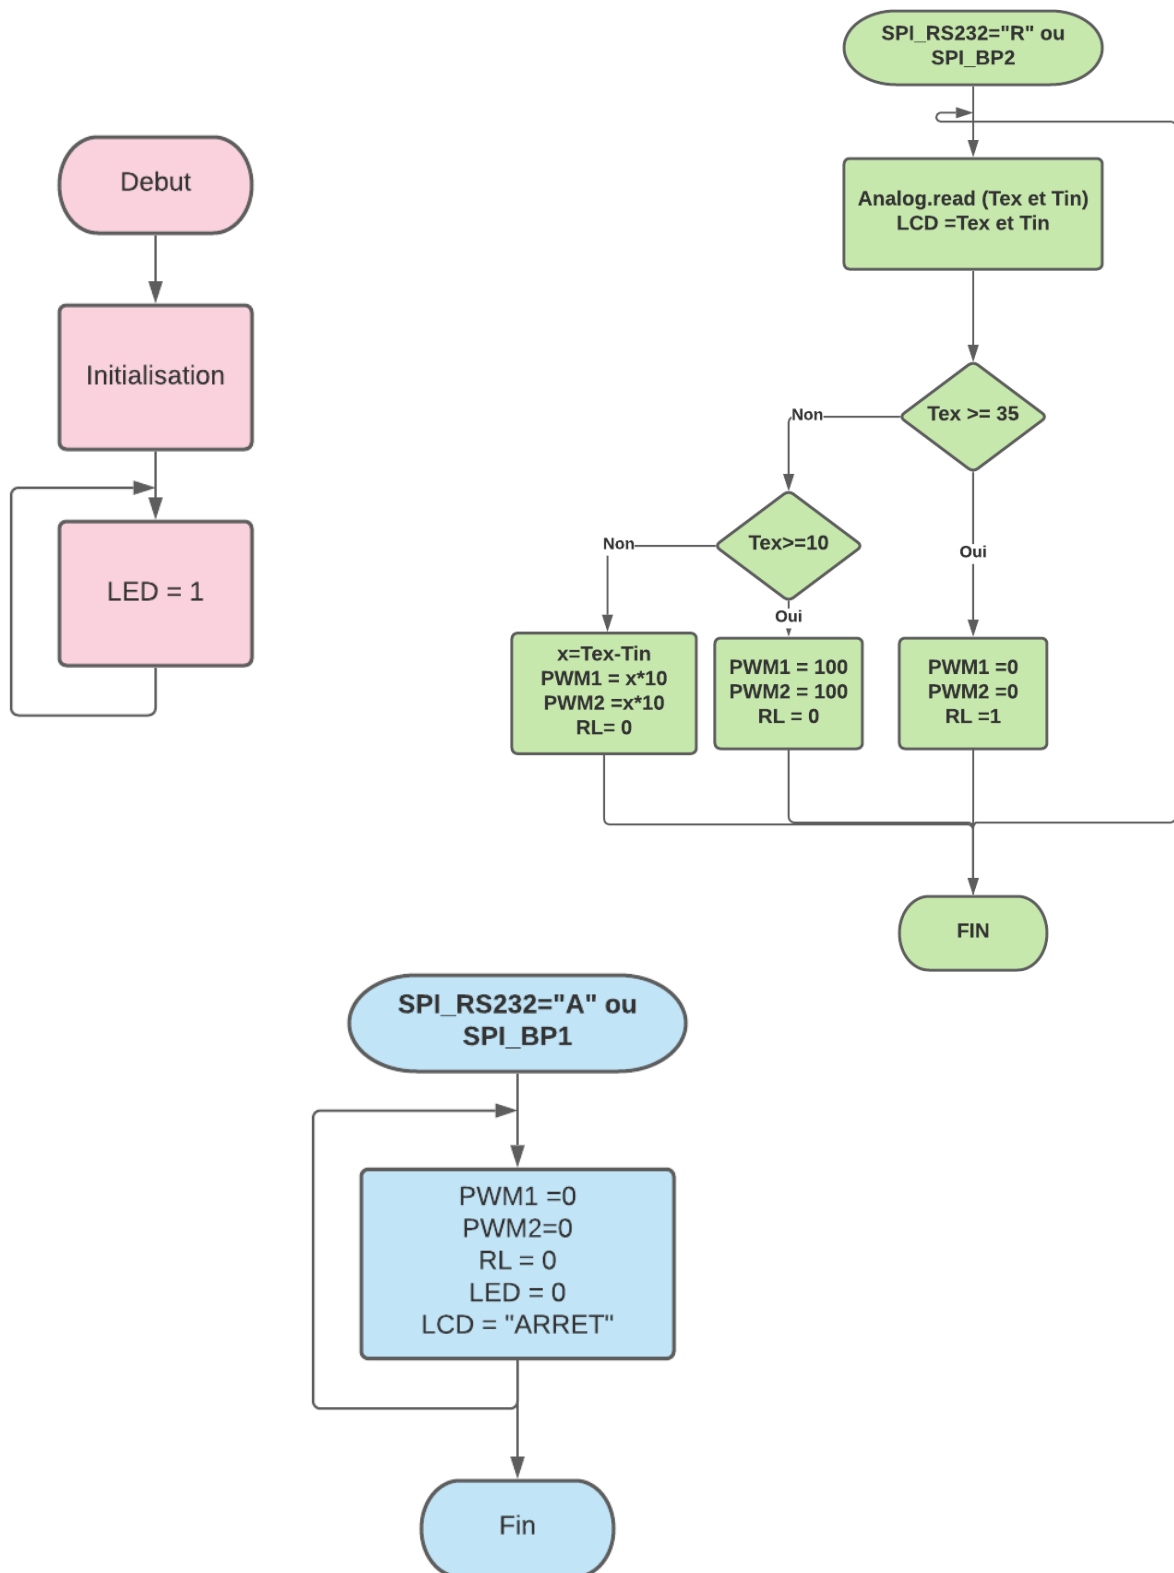 Debut
Initialisation
LED = 1
SPI_RS232="R" ou
SPI_BP2
Analog.read (Tex et Tin)
LCD =Tex et Tin
Tex >= 35
Non
Tex>=10
Non
Oui
Oui
x=Tex-Tin
PWM1 = x*10
PWM2 =x*10
RL= 0
PWM1 = 100
PWM2 = 100
RL = 0
PWM1 =0
PWM2 =0
RL =1
FIN
SPI_RS232="A" ou
SPI_BP1
PWM1 =0
PWM2=0
RL = 0
LED = 0
LCD = "ARRET"
Fin